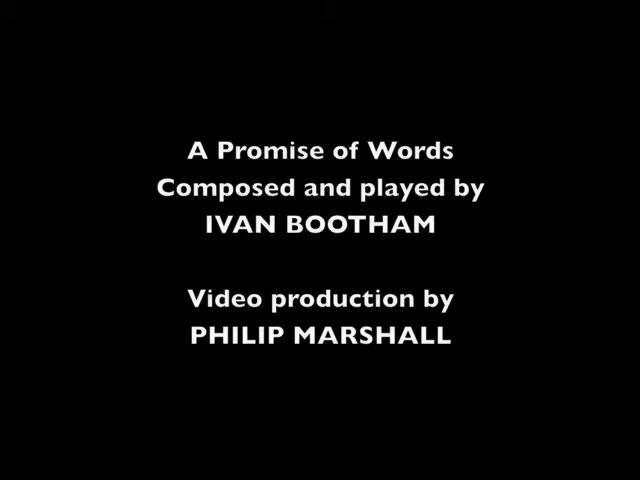 A Promise of Words
Composed and played by
IVAN BOOTHAM
Video production by
PHILIP MARSHALL